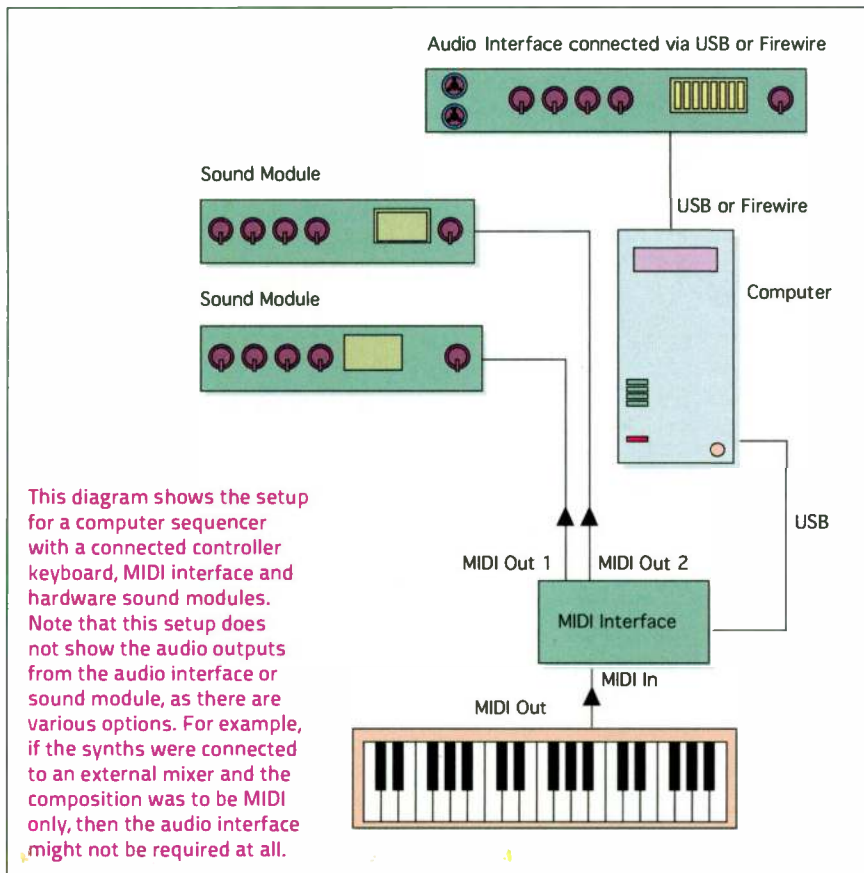 Audio Interface connected via USB or Firewire
Sound Module
USB or Firewire
Computer
Sound Module
USB
MIDI Out 1
MIDI Out 2
MIDI Interface
MIDI In
MIDI Out
This diagram shows the setup
for a computer sequencer
with a connected controller
keyboard, MIDI interface and
hardware sound modules.
Note that this setup does
not show the audio outputs
from the audio interface or
sound module, as there are
various options. For example,
if the synths were connected
to an external mixer and the
composition was to be MIDI
only, then the audio interface
might not be required at all.